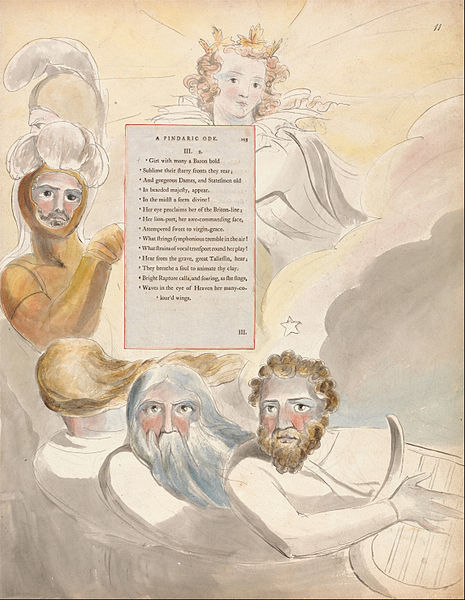 11
A PINDARIC ODE. 103
III. 2.
‘ Girt with many a Baron bold
‘ Sublime their starry fronts they rear;
‘ And gorgeous Dames, and Statesmen old
‘ In bearded majesty, appear.
‘ In the midst a form divine!
‘ Her eye proclaims her of the Briton-line;
‘ Her lion-port, her awe-commanding face,
‘ Attempered sweet to virgin-grace.
‘ What strings symphonious tremble in the air!
‘ What strains of vocal transport round her play!
‘ Hear from the grave, great Taliessin, hear;
‘ They breathe a soul to animate thy clay.
‘ Bright Rapture calls, and soaring, as she sings,
‘ Waves in the eye of Heaven her many-co-
lour'd wings.
III.